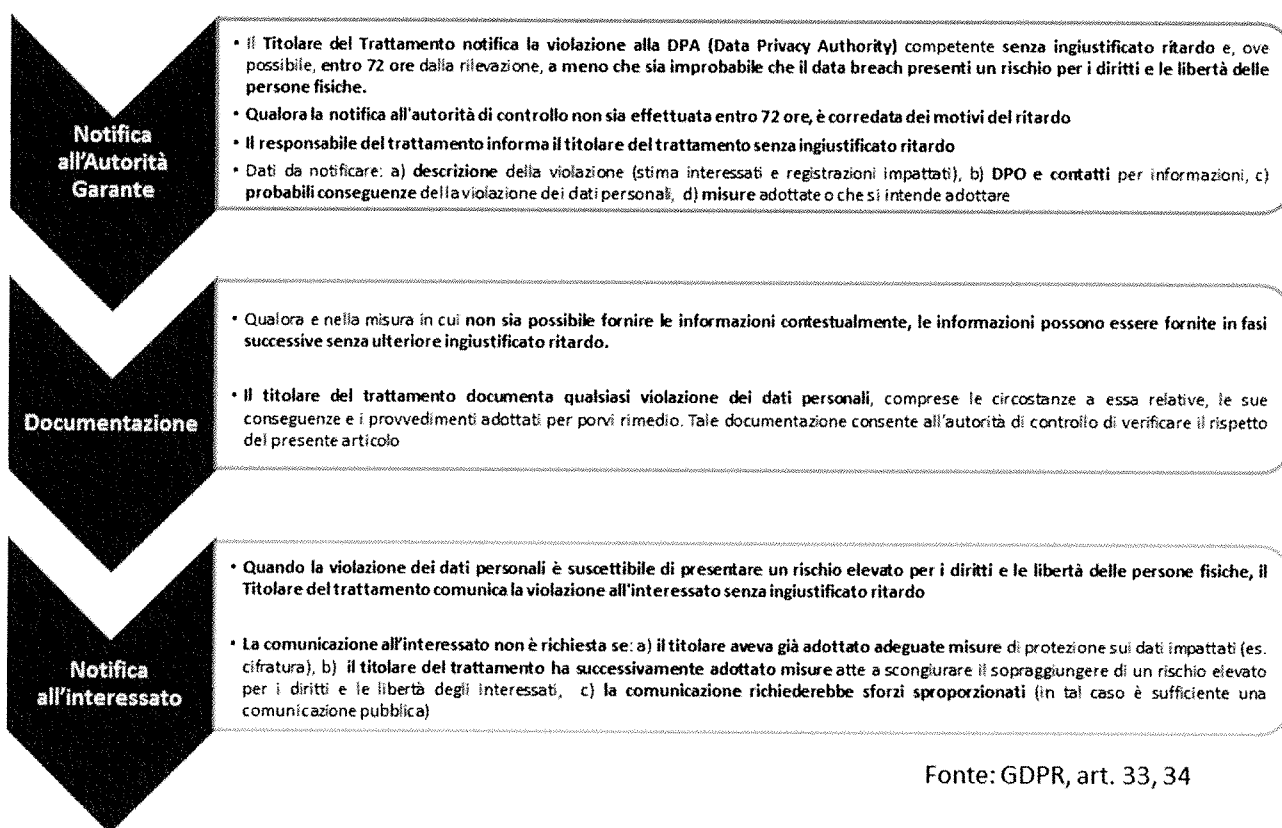 Notifica
all'Autorità
Garante
• Il Titolare del Trattamento notifica la violazione alla DPA (Data Privacy Authority) competente senza ingiustificato ritardo e, ove
possibile, entro 72 ore dalla rilevazione, a meno che sia improbabile che il data breach presenti un rischio per i diritti e le libertà delle
persone fisiche.
• Qualora la notifica all'autorità di controllo non sia effettuata entro 72 ore, è corredata dei motivi del ritardo
• Il responsabile del trattamento informa il titolare del trattamento senza ingiustificato ritardo
• Dati da notificare: a) descrizione della violazione (stima interessati e registrazioni impattati), b) DPO e contatti per informazioni, c)
probabili conseguenze della violazione dei dati personali, d) misure adottate o che si intende adottare
Documentazione
• Qualora e nella misura in cui non sia possibile fornire le informazioni contestualmente, le informazioni possono essere fornite in fasi
successive senza ulteriore ingiustificato ritardo.
• Il titolare del trattamento documenta qualsiasi violazione dei dati personali, comprese le circostanze a essa relative, le sue
conseguenze e i provvedimenti adottati per porvi rimedio. Tale documentazione consente all'autorità di controllo di verificare il rispetto
del presente articolo
Notifica
all'interessato
• Quando la violazione dei dati personali è suscettibile di presentare un rischio elevato per i diritti e le libertà delle persone fisiche, il
Titolare del trattamento comunica la violazione all'interessato senza ingiustificato ritardo
• La comunicazione all'interessato non è richiesta se: a) il titolare aveva già adottato adeguate misure di protezione sui dati impattati (es.
cifratura), b) il titolare del trattamento ha successivamente adottato misure atte a scongiurare il sopraggiungere di un rischio elevato
per i diritti e le libertà degli interessati, c) la comunicazione richiederebbe sforzi sproporzionati (in tal caso è sufficiente una
comunicazione pubblica)
Fonte: GDPR, art. 33, 34